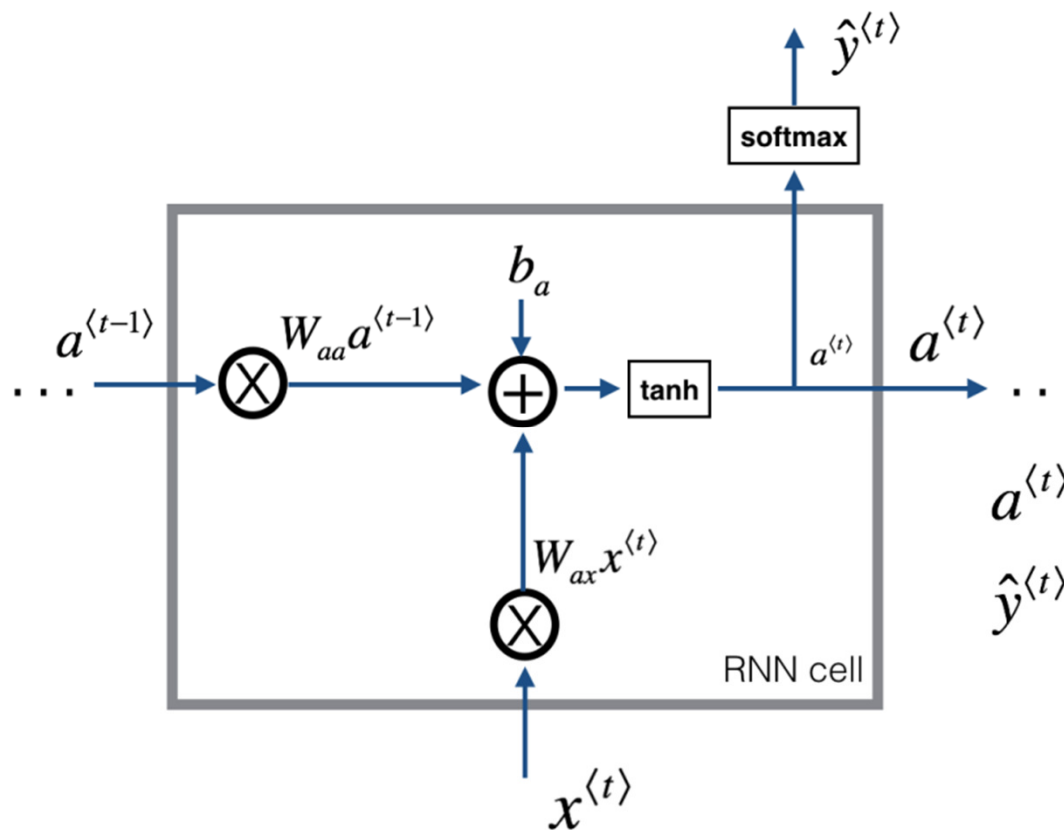 ŷ⟨t⟩
softmax
b_a
a⟨t−1⟩
W_aa a⟨t−1⟩
a⟨t⟩
a⟨t⟩
. . .
+
tanh
. .
X
a⟨t⟩
W_ax x⟨t⟩
ŷ⟨t⟩
X
RNN cell
x⟨t⟩